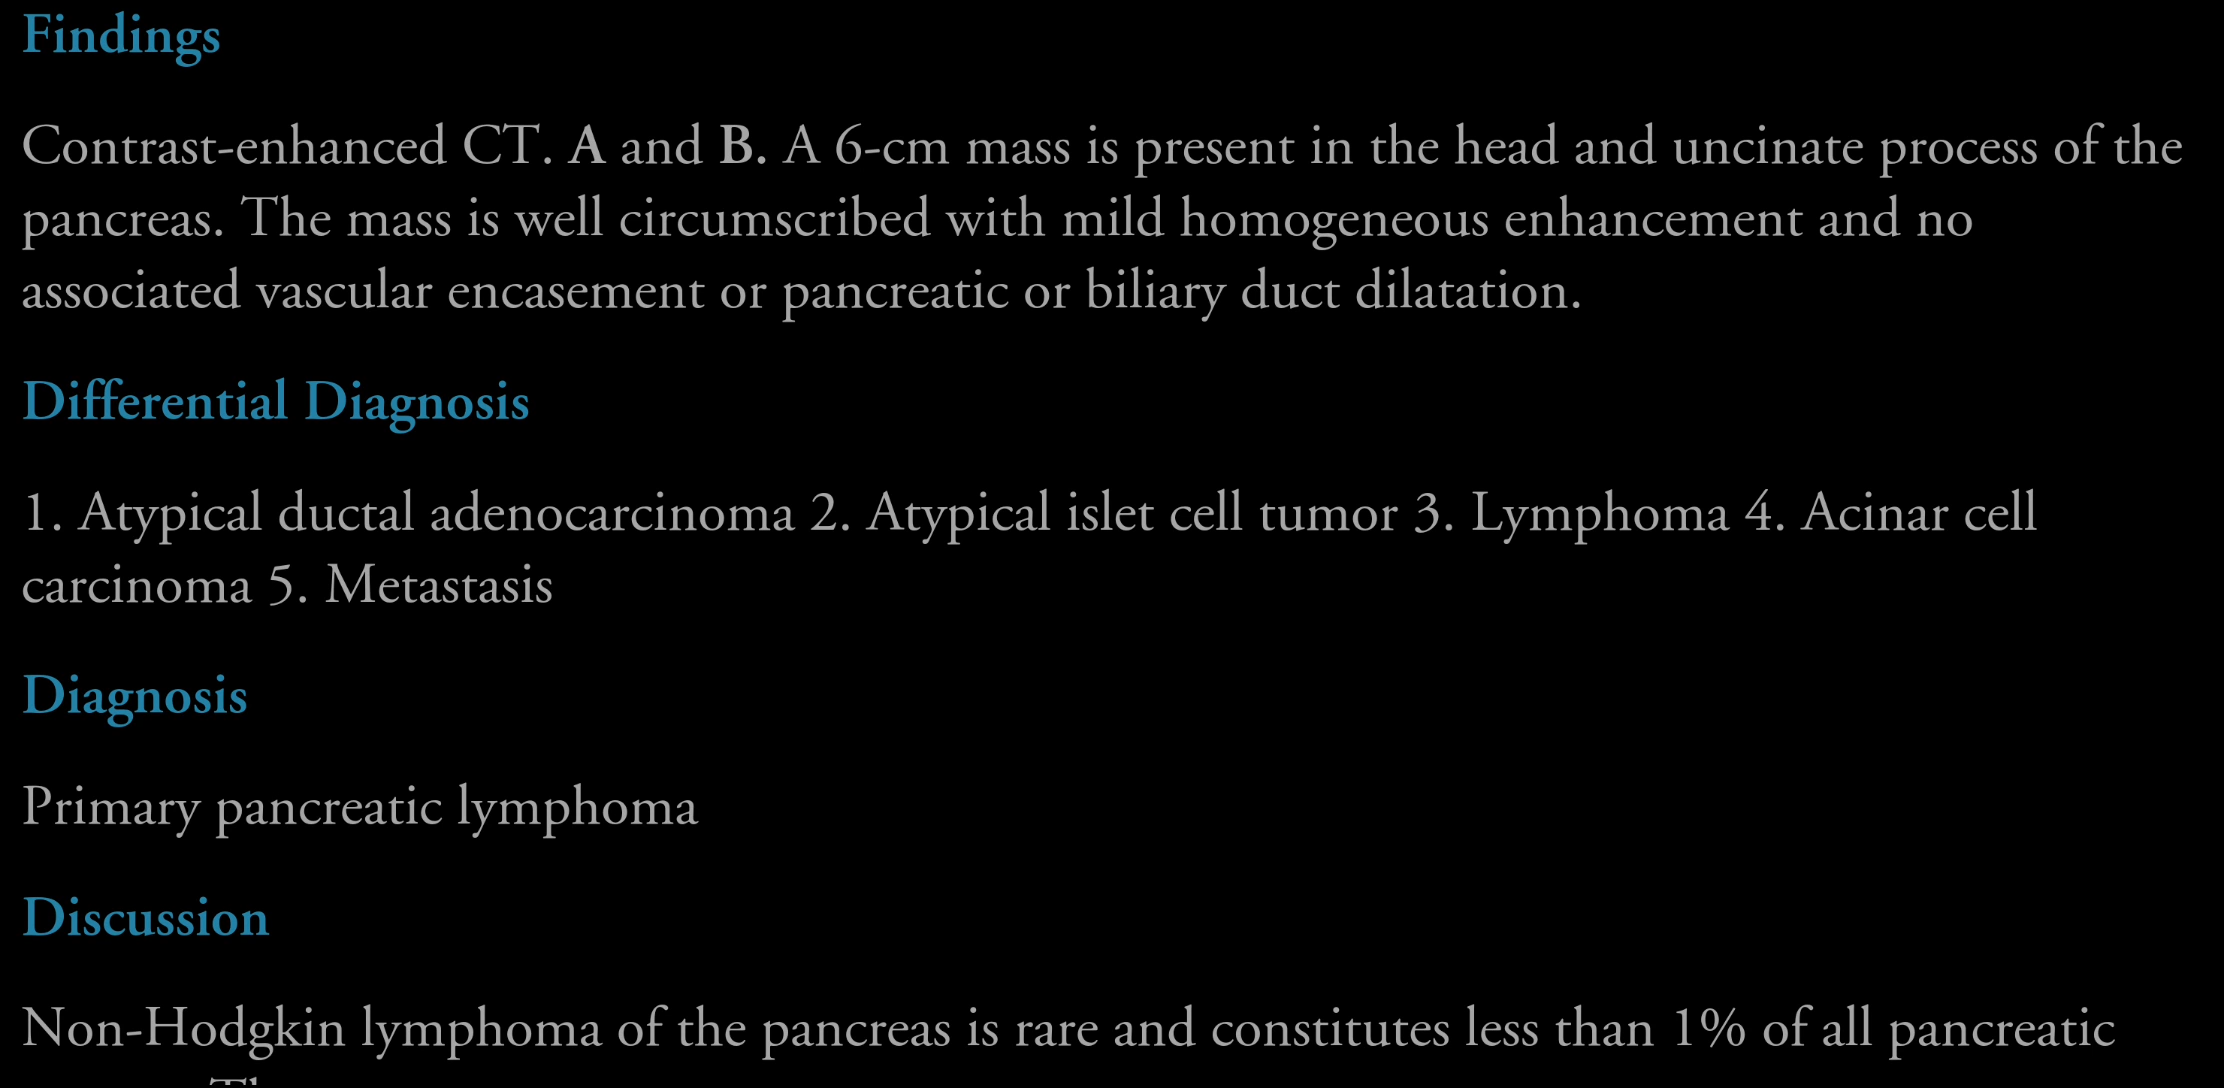 Findings
Contrast-enhanced CT. A and B. A 6-cm mass is present in the head and uncinate process of the
pancreas. The mass is well circumscribed with mild homogeneous enhancement and no
associated vascular encasement or pancreatic or biliary duct dilatation.
Differential Diagnosis
1. Atypical ductal adenocarcinoma 2. Atypical islet cell tumor 3. Lymphoma 4. Acinar cell
carcinoma 5. Metastasis
Diagnosis
Primary pancreatic lymphoma
Discussion
Non-Hodgkin lymphoma of the pancreas is rare and constitutes less than 1% of all pancreatic